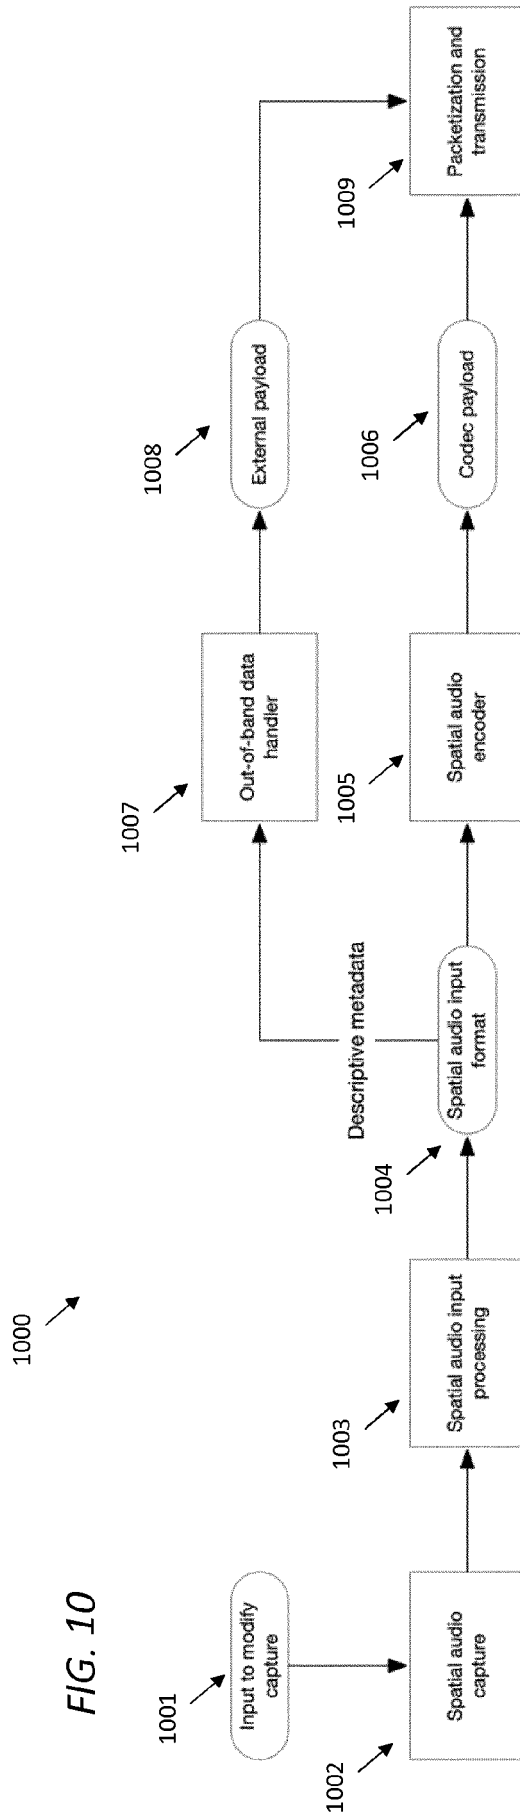 FIG. 10
1000
1001
Input to modify
capture
1002
Spatial audio
capture
1003
Spatial audio input
processing
1004
Spatial audio input
format
Descriptive metadata
1007
Out-of-band data
handler
1005
Spatial audio
encoder
1008
External payload
1006
Codec payload
1009
Packetization and
transmission